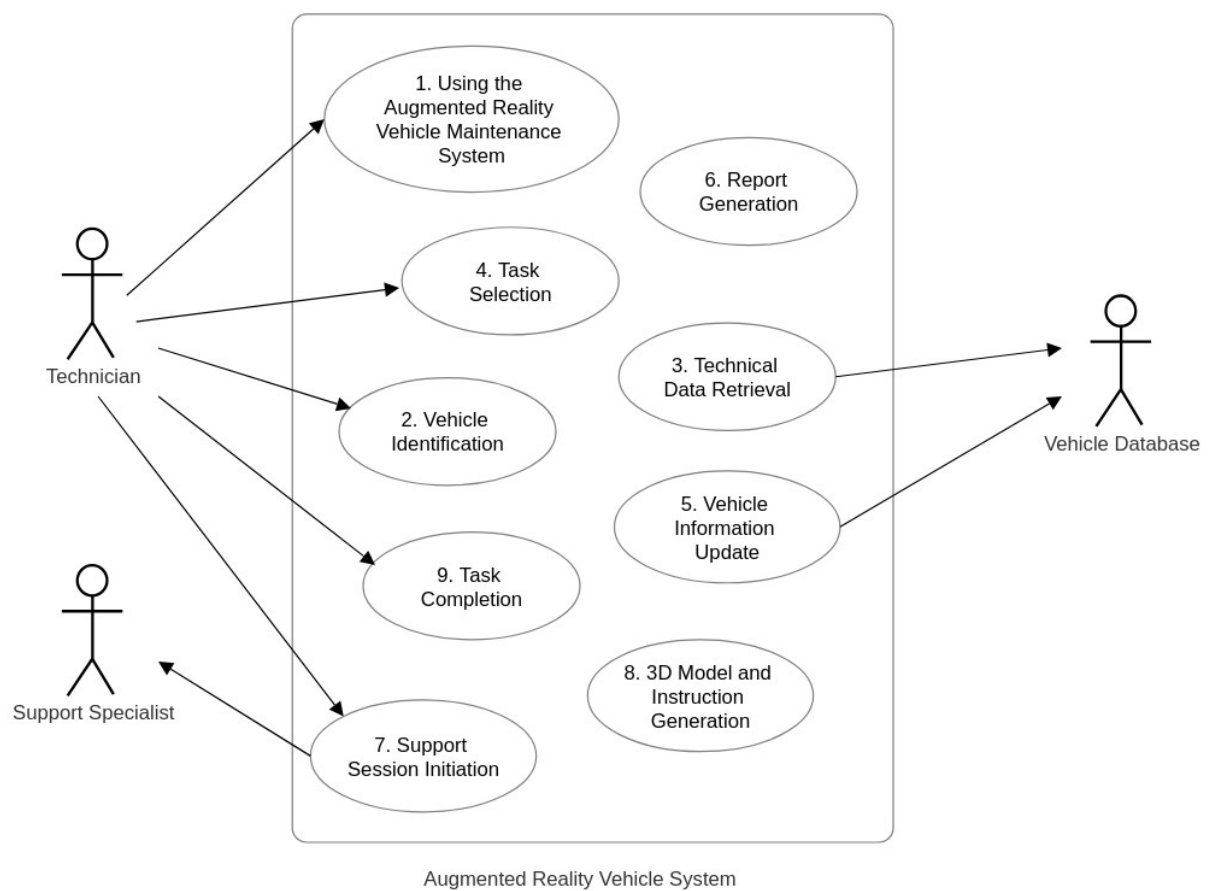 1. Using the
Augmented Reality
Vehicle Maintenance
System
6. Report
Generation
4. Task
Selection
Technician
3. Technical
Data Retrieval
Vehicle Database
2. Vehicle
Identification
5. Vehicle
Information
Update
9. Task
Completion
Support Specialist
8. 3D Model and
Instruction
Generation
7. Support
Session Initiation
Augmented Reality Vehicle System